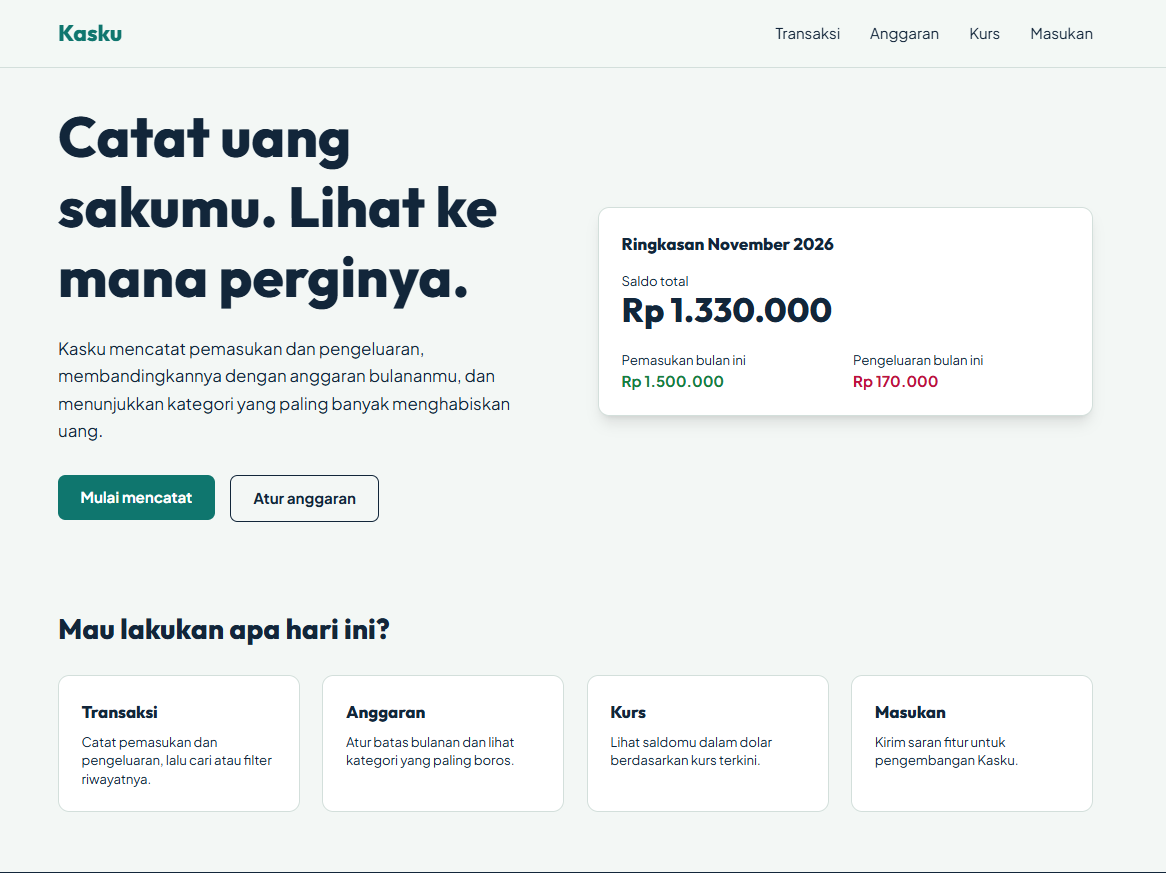 Kasku
Transaksi
Anggaran
Kurs
Masukan
Catat uang
sakumu. Lihat ke
mana perginya.
Kasku mencatat pemasukan dan pengeluaran,
membandingkannya dengan anggaran bulananmu, dan
menunjukkan kategori yang paling banyak menghabiskan
uang.
Mulai mencatat
Atur anggaran
Ringkasan November 2026
Saldo total
Rp 1.330.000
Pemasukan bulan ini
Rp 1.500.000
Pengeluaran bulan ini
Rp 170.000
Mau lakukan apa hari ini?
Transaksi
Catat pemasukan dan
pengeluaran, lalu cari atau filter
riwayatnya.
Anggaran
Atur batas bulanan dan lihat
kategori yang paling boros.
Kurs
Lihat saldomu dalam dolar
berdasarkan kurs terkini.
Masukan
Kirim saran fitur untuk
pengembangan Kasku.